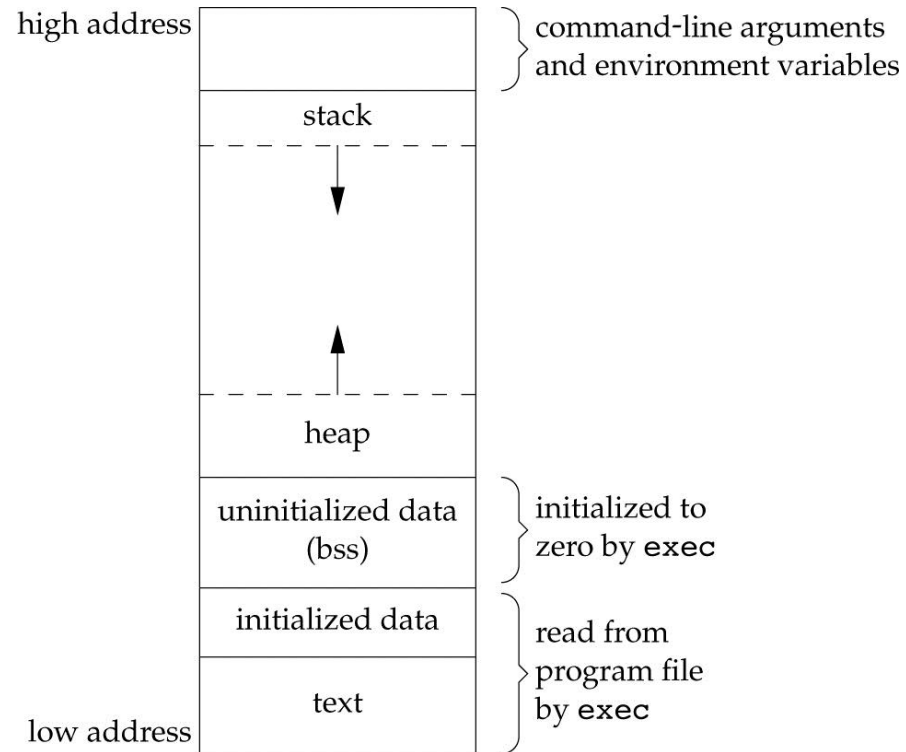 high address
command-line arguments
and environment variables
stack
heap
uninitialized data
(bss)
initialized to
zero by exec
initialized data
read from
program file
by exec
text
low address